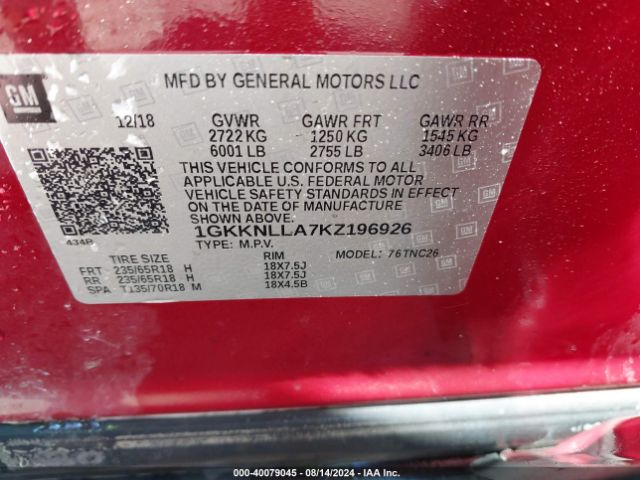 GM
MFD BY GENERAL MOTORS LLC
12/18 GVWR GAWR FRT GAWR RR
2722 KG 1250 KG 1545 KG
6001 LB 2755 LB 3406 LB
THIS VEHICLE CONFORMS TO ALL
APPLICABLE U.S. FEDERAL MOTOR
VEHICLE SAFETY STANDARDS IN EFFECT
ON THE DATE OF MANUFACTURE
SHOWN ABOVE.
434R 1GKKNLLA7KZ196926
TYPE: M.P.V. MODEL: 76TNC26
TIRE SIZE RIM
FRT 235/65R18 H 18X7.5J
RR 235/65R18 H 18X7.5J
SPA T135/70R18 M 18X4.5B
000-40079045 - 08/14/2024 - IAA Inc.